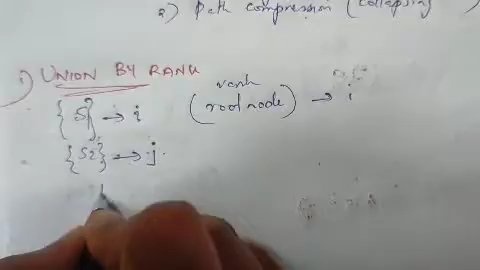 2) Path compression (collapsing
1) UNION BY RANK
rank
(root node) → i
{S1} → i
{S2} → j